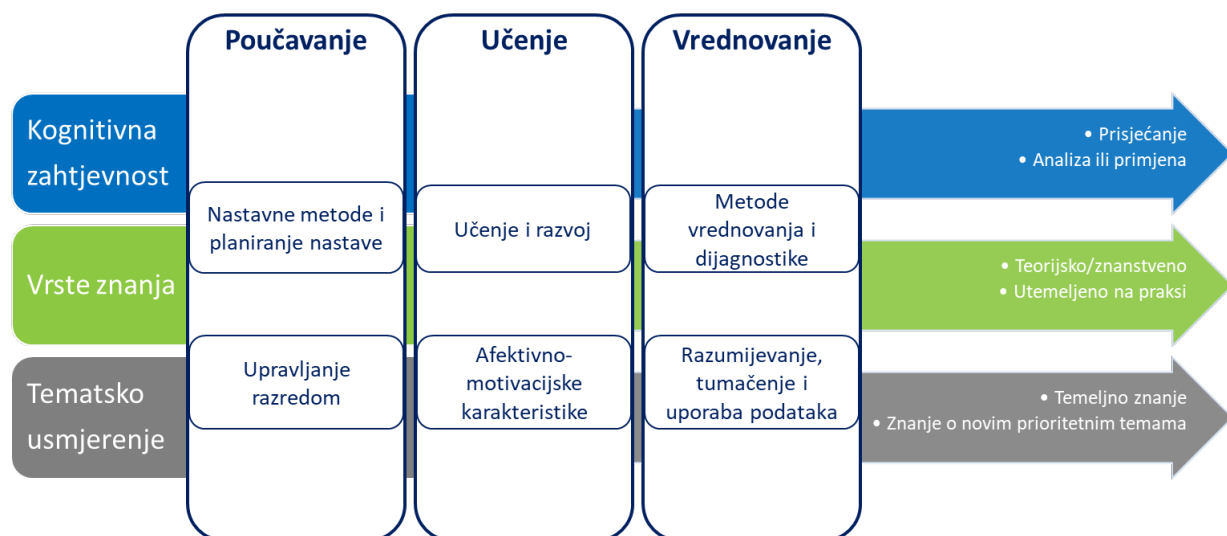 Poučavanje
Učenje
Vrednovanje
Kognitivna
zahtjevnost
• Prisjećanje
• Analiza ili primjena
Nastavne metode i
planiranje nastave
Učenje i razvoj
Metode
vrednovanja i
dijagnostike
Vrste znanja
• Teorijsko/znanstveno
• Utemeljeno na praksi
Upravljanje
razredom
Afektivno-
motivacijske
karakteristike
Razumijevanje,
tumačenje i
uporaba podataka
Tematsko
usmjerenje
• Temeljno znanje
• Znanje o novim prioritetnim temama